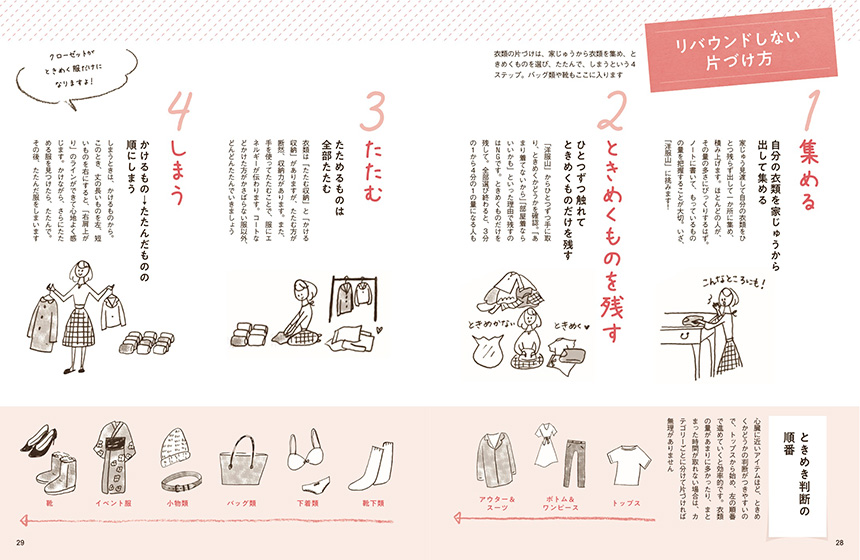 リバウンドしない
片づけ方
衣類の片づけは、家じゅうから衣類を集め、と
きめくものを選び、たたんで、しまうという4
ステップ。バッグ類や靴もここに入ります
1 集める
自分の衣類を家じゅうから
出して集める
家じゅう見渡して自分の衣類をひ
とつ残らず出して一か所に集め、
積み上げます。ほとんどの人が、
その量の多さにびっくりするはず。
ノートに書いて、もっているもの
の量を把握することが大切。いざ、
「洋服山」に挑みます!
こんなところにも!
2 ときめくものを残す
ひとつずつ触れて
ときめくものだけを残す
「洋服山」からひとつずつ手に取
り、ときめくかどうかを確認。「あ
まり着てないから」「部屋着なら
いいかも」といった理由で残すの
はNGです。ときめくものだけを
残して。全部選び終わると、3分
の1から4分の1の量になる人も
ときめかない
ときめく
3 たたむ
たためるものは
全部たたむ
衣類は「たたむ収納」と「かける
収納」がありますが、たたむ方が
断然、収納力があります。また、
手を使ってたたむことで、服にエ
ネルギーが伝わります。コートな
どかけた方がかさばらない服以外、
どんどんたたんでいきましょう
4 しまう
かけるもの→たたんだものの
順にしまう
しまうときは、かけるものから。
このとき、丈の長いものを左、短
いものを右にすると、「右肩上が
り」のラインができて心地よく感
じます。かけながら、さらにたた
める服を見つけたら、たたんで。
その後、たたんだ服をしまいます
クローゼットが
ときめく服だけに
なりますよ!
ときめき判断の
順番
心臓に近いアイテムほど、ときめ
くかどうかの判断がつきやすいの
で、トップスから始め、左の順番
で進めていくと効率的です。衣類
の量があまりに多かったり、まと
まった時間が取れない場合は、カ
テゴリーごとに分けて片づければ
無理がありません
トップス
ボトム&
ワンピース
アウター&
スーツ
靴下類
下着類
バッグ類
小物類
イベント服
靴
28
29